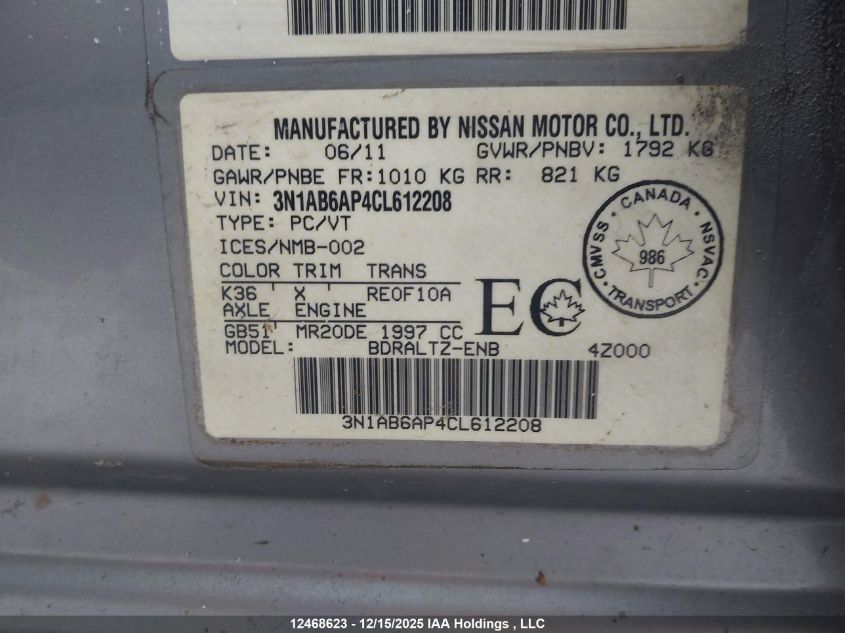 MANUFACTURED BY NISSAN MOTOR CO., LTD.
DATE: 06/11 GVWR/PNBV: 1792 KG
GAWR/PNBE FR:1010 KG RR: 821 KG
VIN: 3N1AB6AP4CL612208
TYPE: PC/VT
ICES/NMB-002
COLOR TRIM TRANS
K36 ' X ' RE0F10A
AXLE ENGINE
GB51 ' MR20DE 1997 CC
MODEL: BDRALTZ-ENB 4Z000
EC
CANADA
CMVSS · NSVAC
986
TRANSPORT
3N1AB6AP4CL612208
12468623 - 12/15/2025 IAA Holdings , LLC